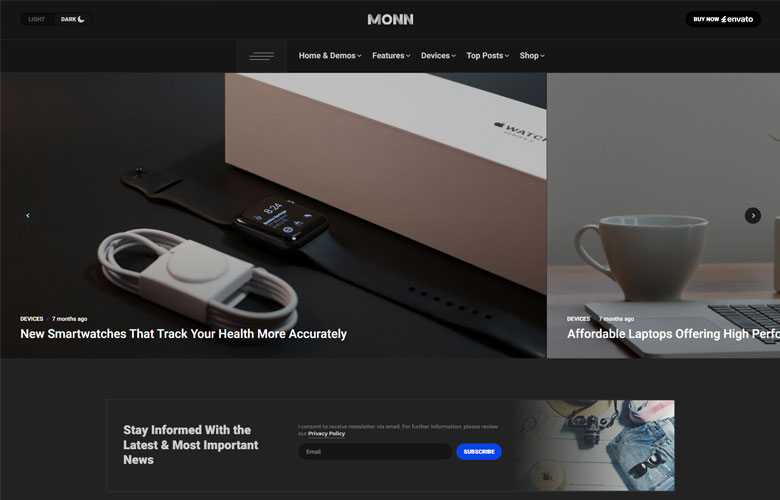 LIGHT
DARK
MONN
BUY NOW envato
Home & Demos
Features
Devices
Top Posts
Shop
WATCH
8:24
DEVICES · 7 months ago
New Smartwatches That Track Your Health More Accurately
DEVICES · 7 months ago
Affordable Laptops Offering High Perfo
Stay Informed With the
Latest & Most Important
News
I consent to receive newsletter via email. For further information, please review
our Privacy Policy
Email
SUBSCRIBE